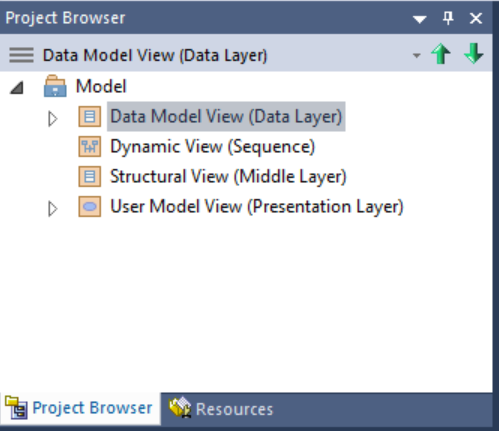 Project Browser
Data Model View (Data Layer)
Model
Data Model View (Data Layer)
Dynamic View (Sequence)
Structural View (Middle Layer)
User Model View (Presentation Layer)
Project Browser Resources